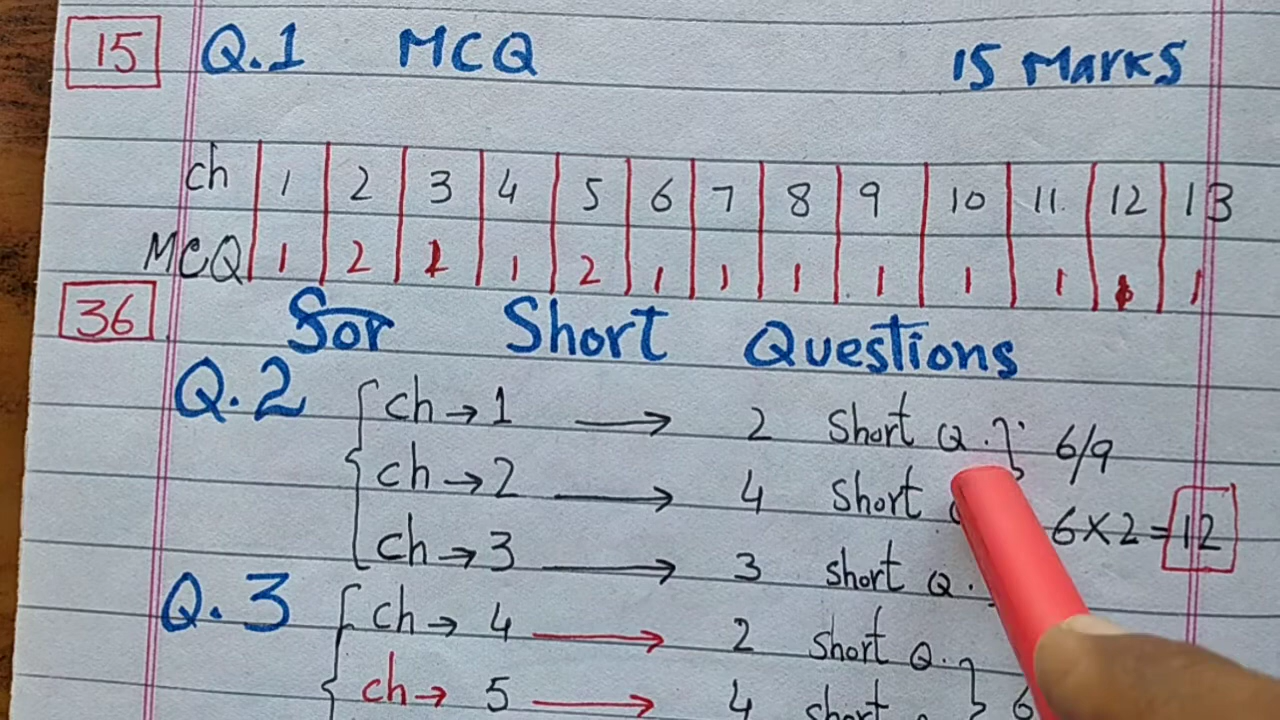 15 Q.1 MCQ 15 Marks
ch 1 2 3 4 5 6 7 8 9 10 11. 12 13
MCQ 1 2 1 1 2 1 1 1 1 1 1 1
36 For Short Questions
Q.2 ch → 1 → 2 Short Q. 6/9
ch → 2 → 4 Short 6×2=12
ch → 3 → 3 short Q.
Q.3 ch → 4 → 2 short Q.
ch → 5 → 4 short 6